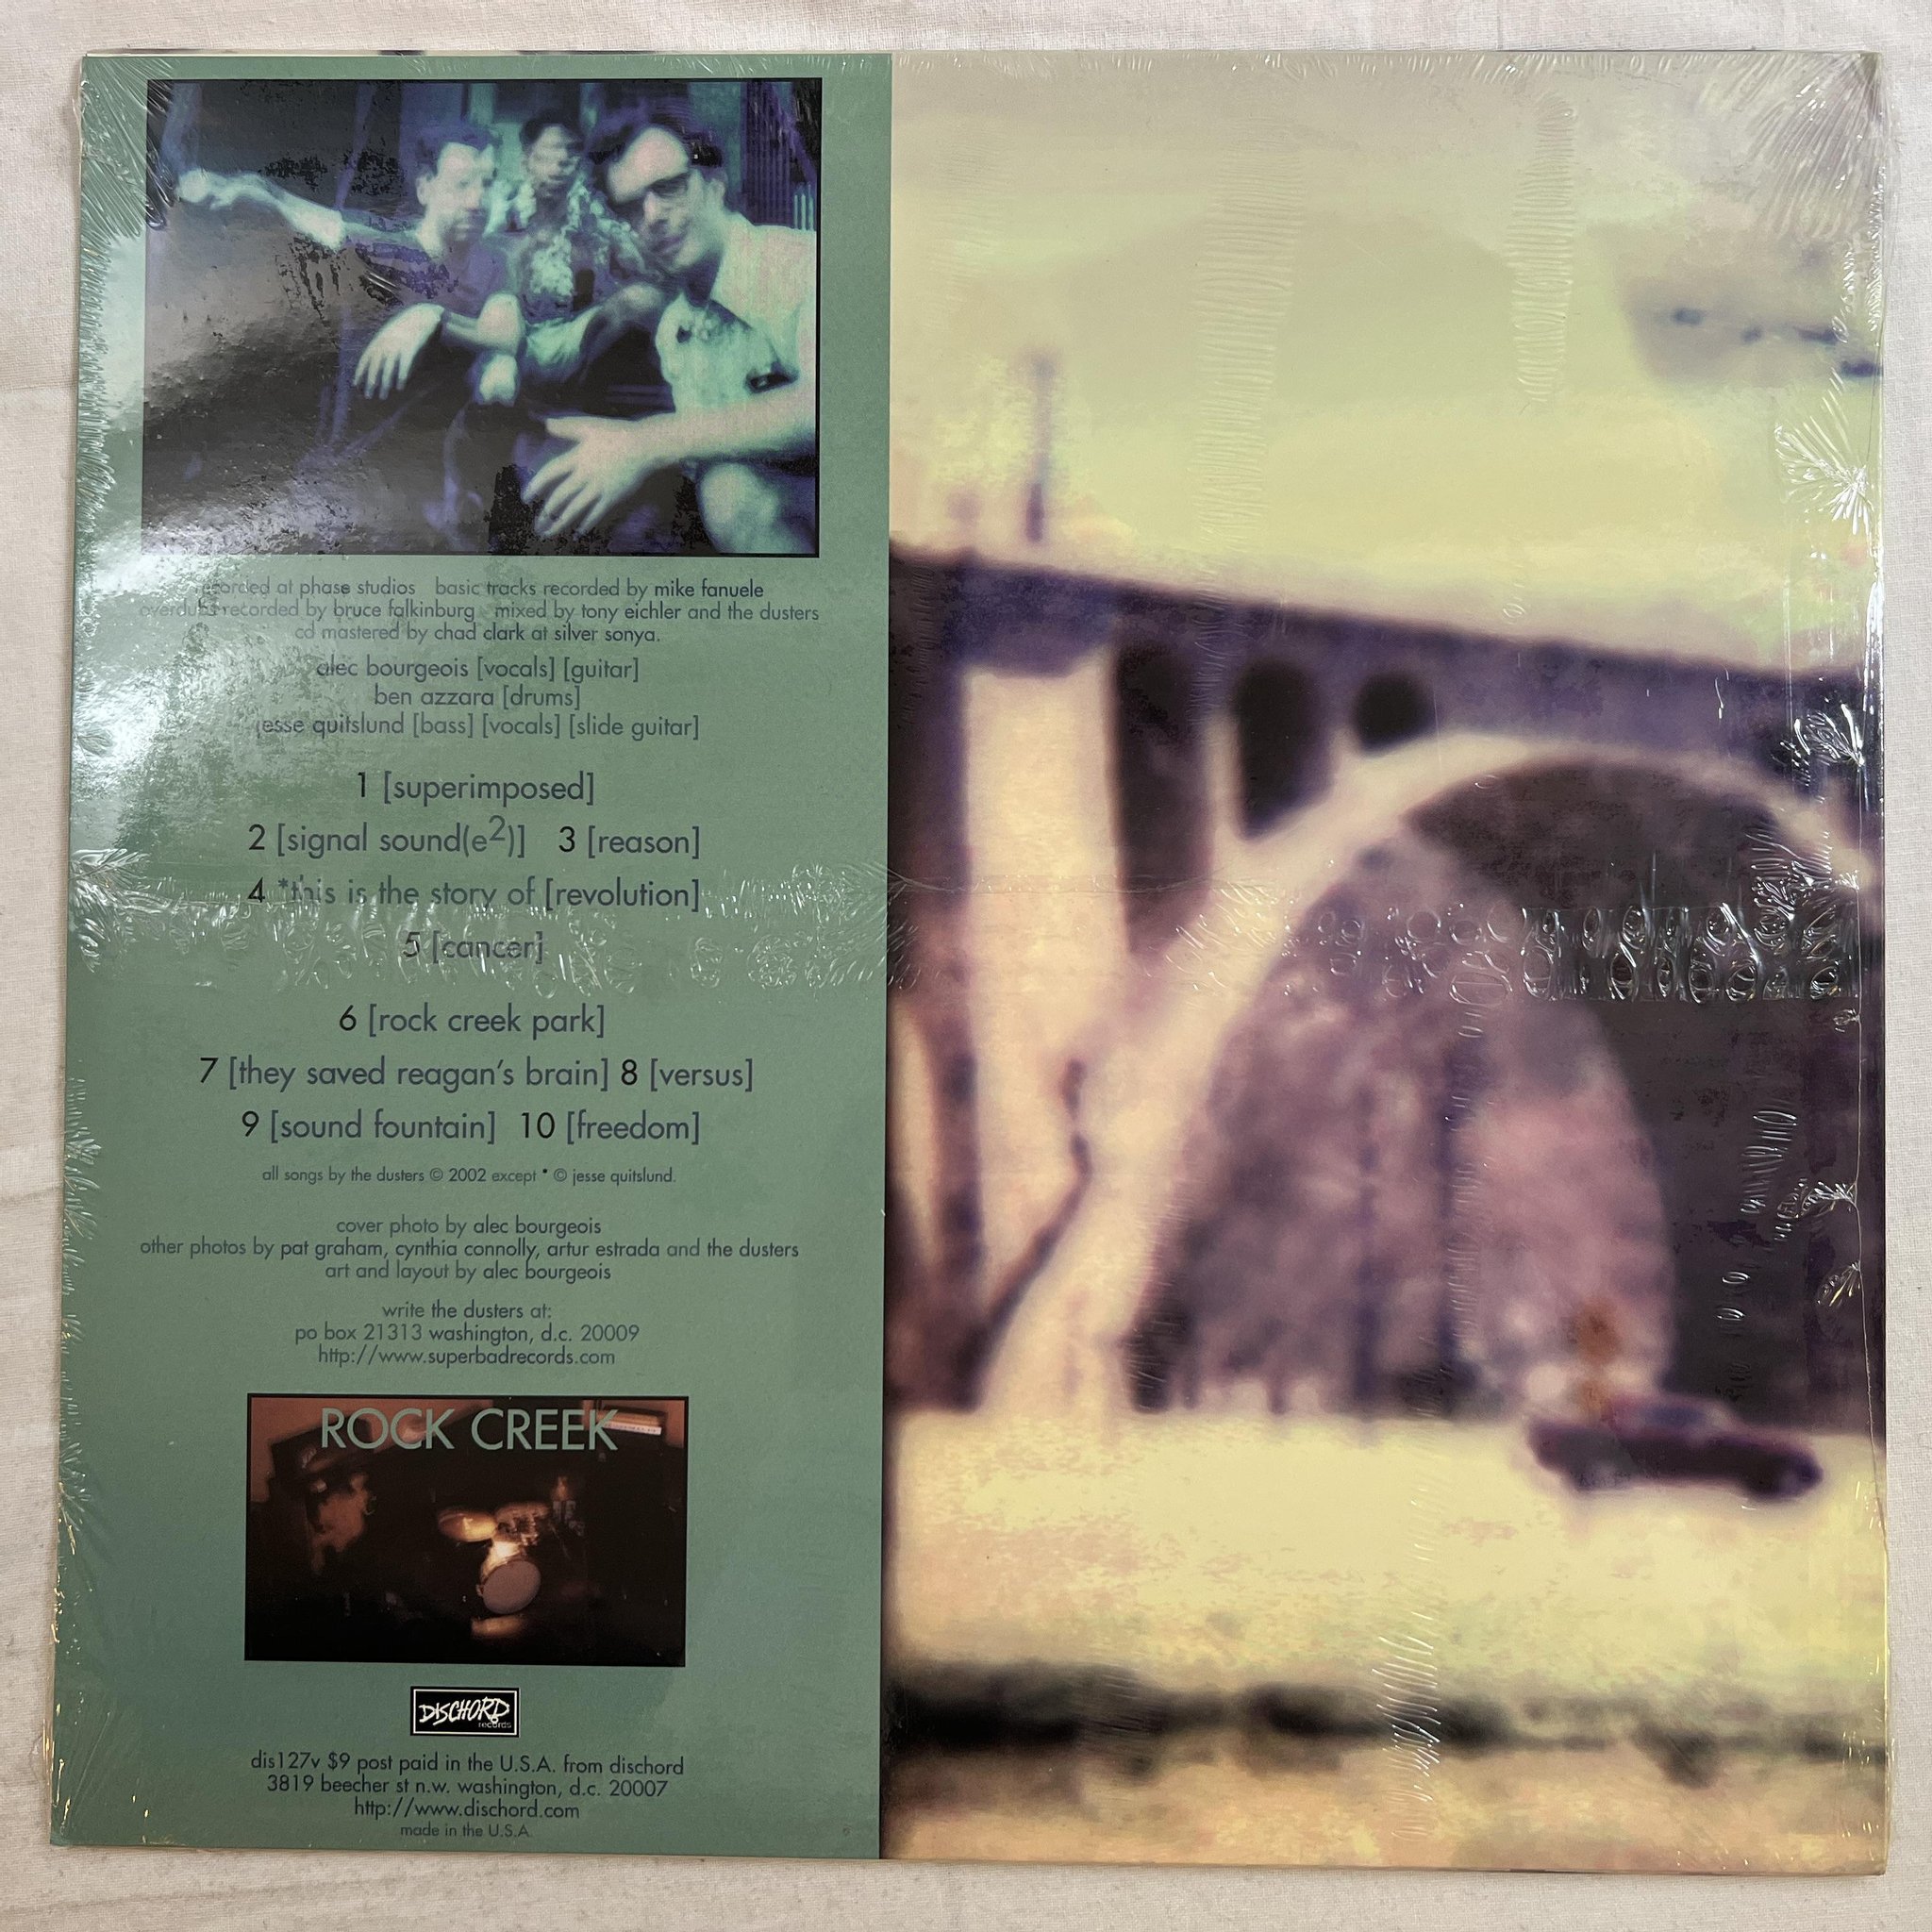 recorded at phase studios basic tracks recorded by mike fanuele
overdubs recorded by bruce falkinburg mixed by tony eichler and the dusters
cd mastered by chad clark at silver sonya.
alec bourgeois [vocals] [guitar]
ben azzara [drums]
jesse quitslund [bass] [vocals] [slide guitar]
1 [superimposed]
2 [signal sound(e²)] 3 [reason]
4 *this is the story of [revolution]
5 [cancer]
6 [rock creek park]
7 [they saved reagan's brain] 8 [versus]
9 [sound fountain] 10 [freedom]
all songs by the dusters © 2002 except * © jesse quitslund.
cover photo by alec bourgeois
other photos by pat graham, cynthia connolly, artur estrada and the dusters
art and layout by alec bourgeois
write the dusters at:
po box 21313 washington, d.c. 20009
http://www.superbadrecords.com
ROCK CREEK
DISCHORD
records
dis127v $9 post paid in the U.S.A. from dischord
3819 beecher st n.w. washington, d.c. 20007
http://www.dischord.com
made in the U.S.A.